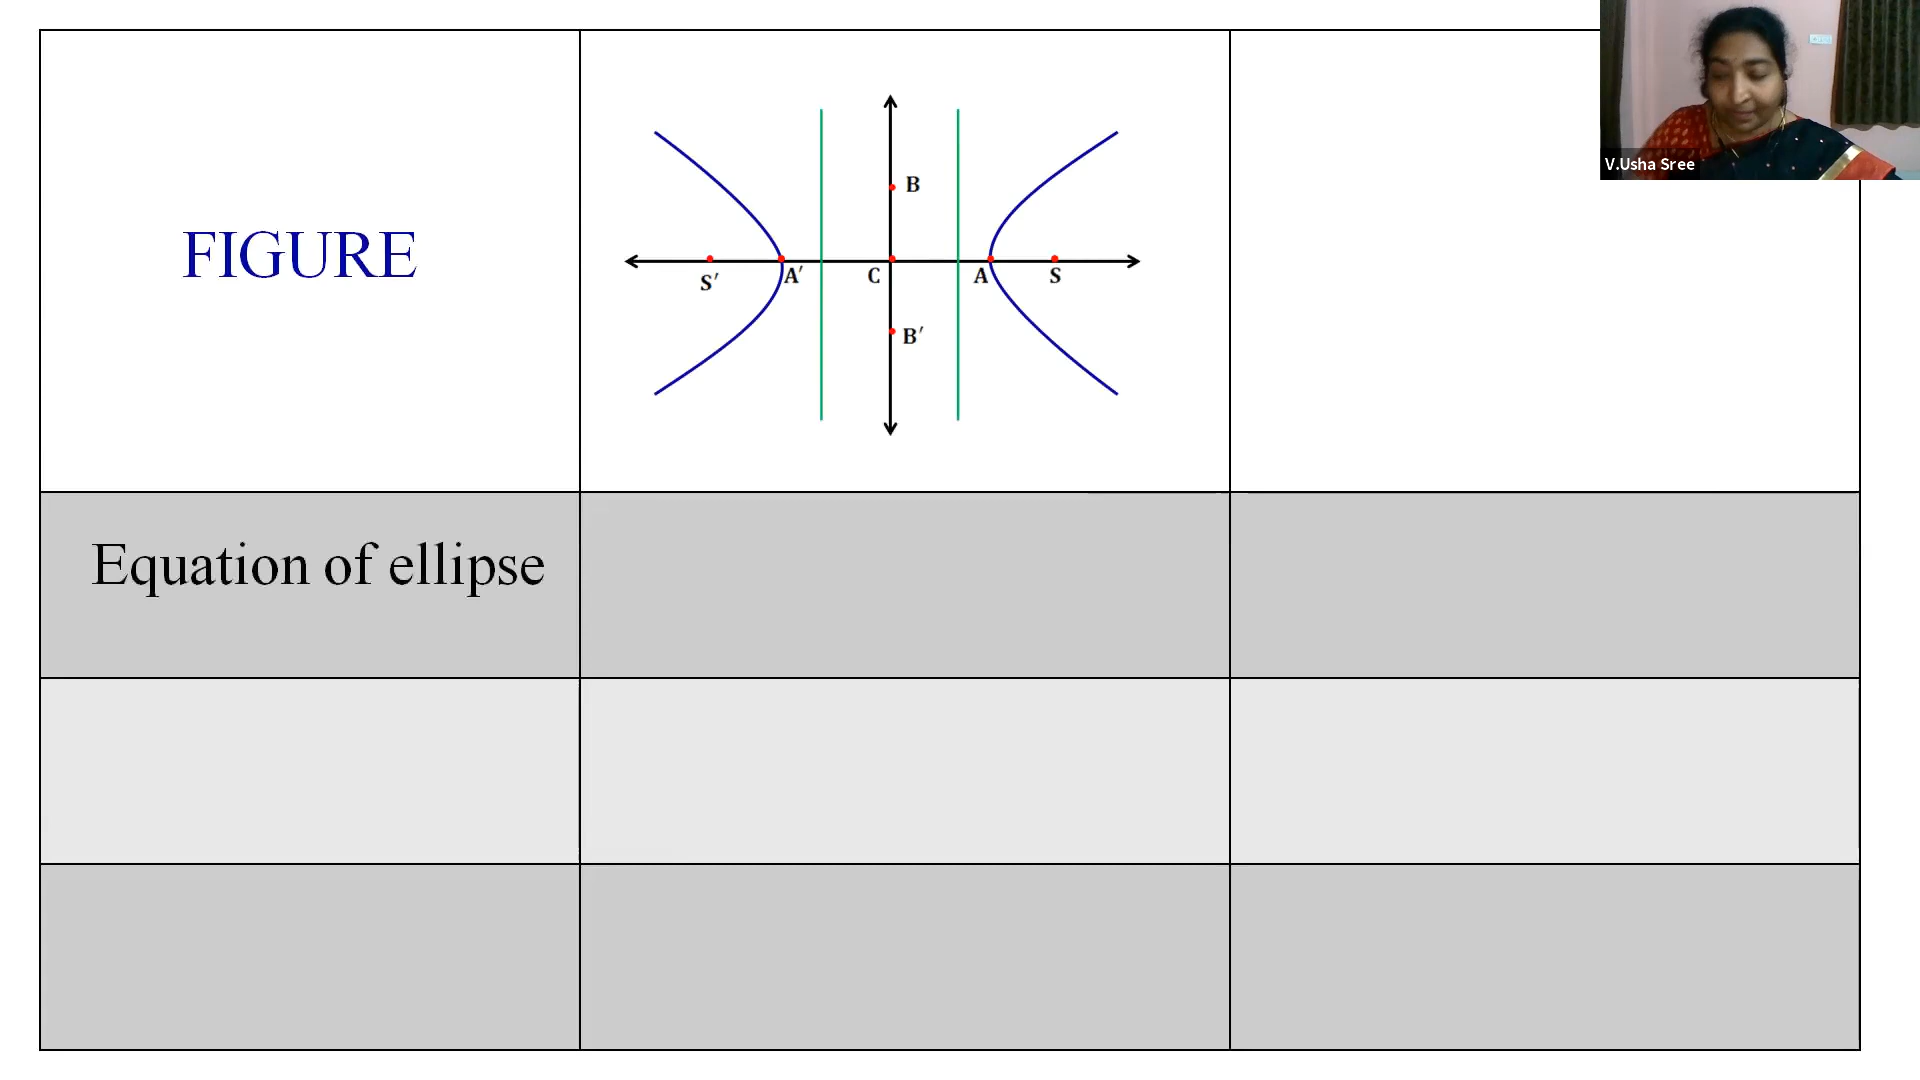 V.Usha Sree
FIGURE
B
S′ A′ C A S
B′
Equation of ellipse